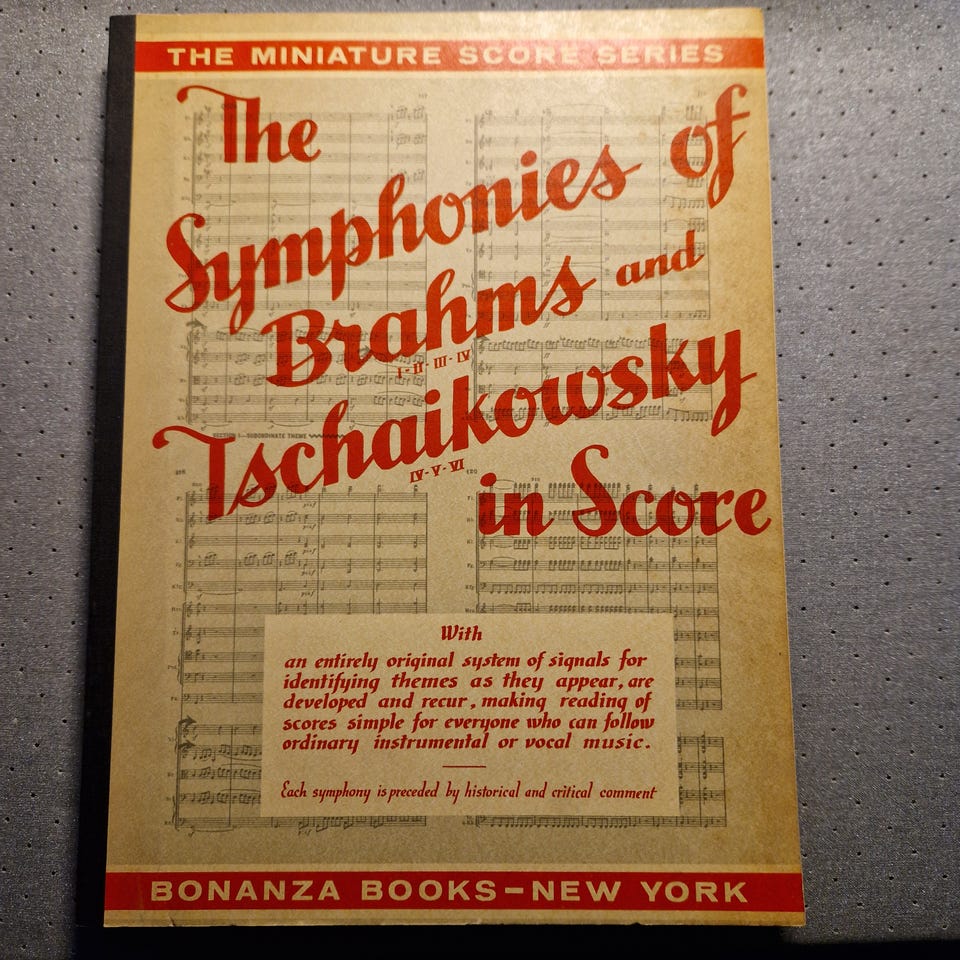 THE MINIATURE SCORE SERIES
The
Symphonies of
Brahms and
I-II-III-IV
Tschaikowsky
IV-V-VI
in Score
SECTION I—SUBORDINATE THEME
With
an entirely original system of signals for
identifying themes as they appear, are
developed and recur, making reading of
scores simple for everyone who can follow
ordinary instrumental or vocal music.
Each symphony is preceded by historical and critical comment
BONANZA BOOKS—NEW YORK